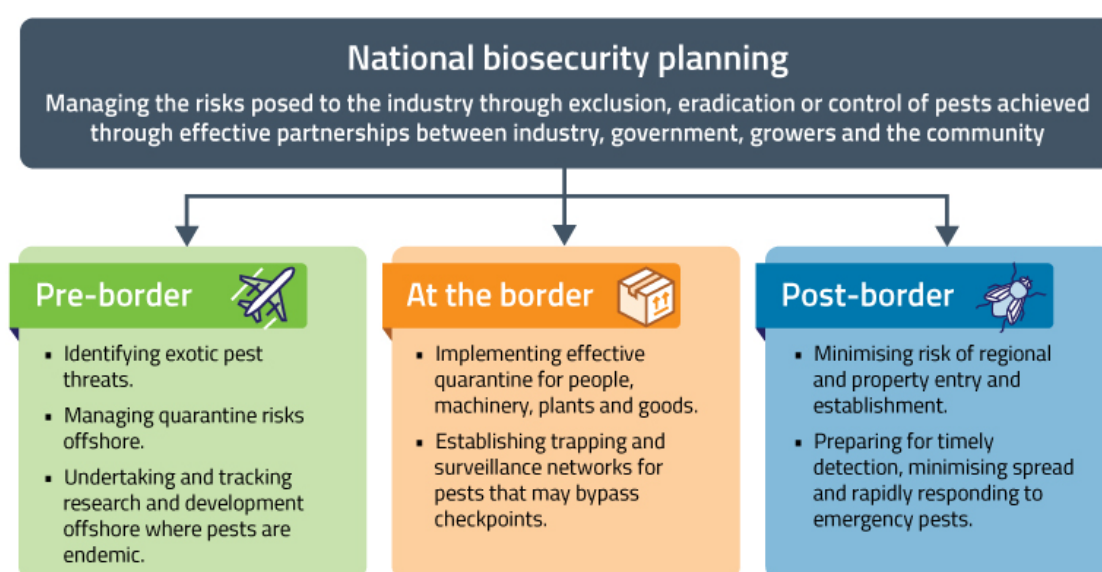 National biosecurity planning
Managing the risks posed to the industry through exclusion, eradication or control of pests achieved
through effective partnerships between industry, government, growers and the community
Pre-border
▪ Identifying exotic pest
threats.
▪ Managing quarantine risks
offshore.
▪ Undertaking and tracking
research and development
offshore where pests are
endemic.
At the border
▪ Implementing effective
quarantine for people,
machinery, plants and goods.
▪ Establishing trapping and
surveillance networks for
pests that may bypass
checkpoints.
Post-border
▪ Minimising risk of regional
and property entry and
establishment.
▪ Preparing for timely
detection, minimising spread
and rapidly responding to
emergency pests.